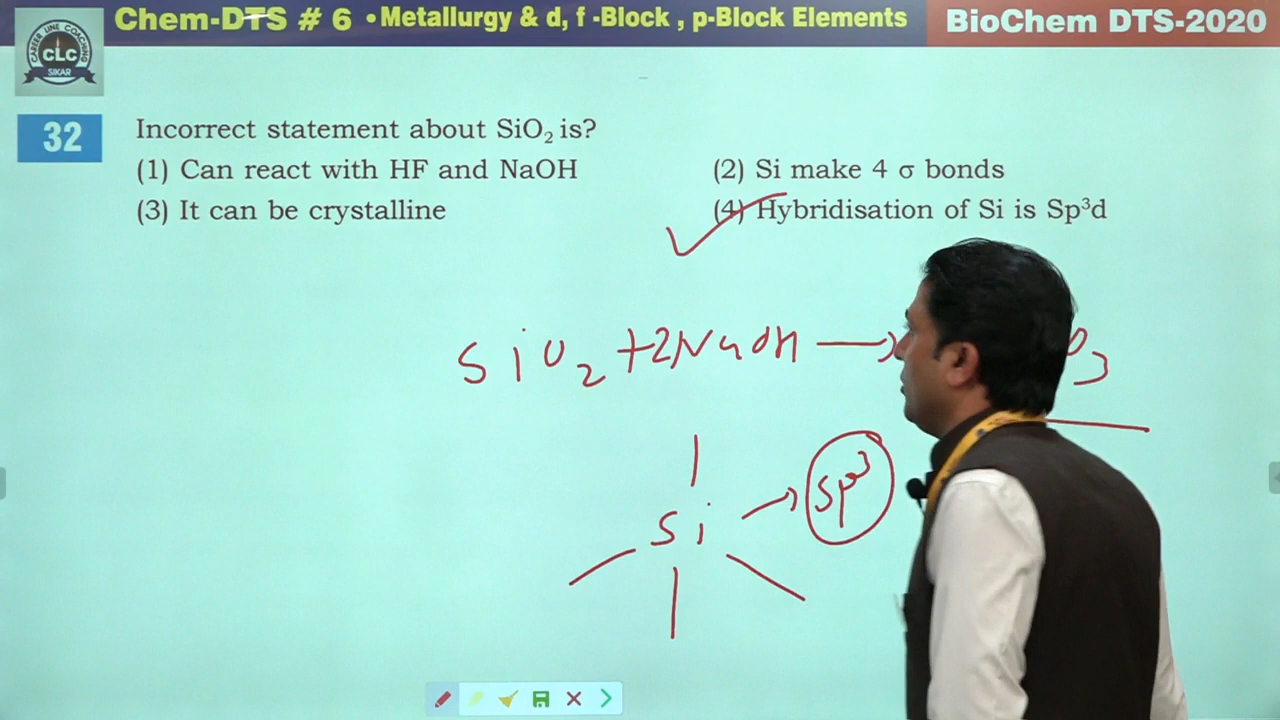 Chem-DTS # 6 • Metallurgy & d, f -Block , p-Block Elements
BioChem DTS-2020
CAREER LINE COACHING
CLC
SIKAR
32
Incorrect statement about SiO₂ is?
(1) Can react with HF and NaOH
(2) Si make 4 σ bonds
(3) It can be crystalline
(4) Hybridisation of Si is Sp³d
SiO₂ + 2NaOH →
O₃
Si → Sp³